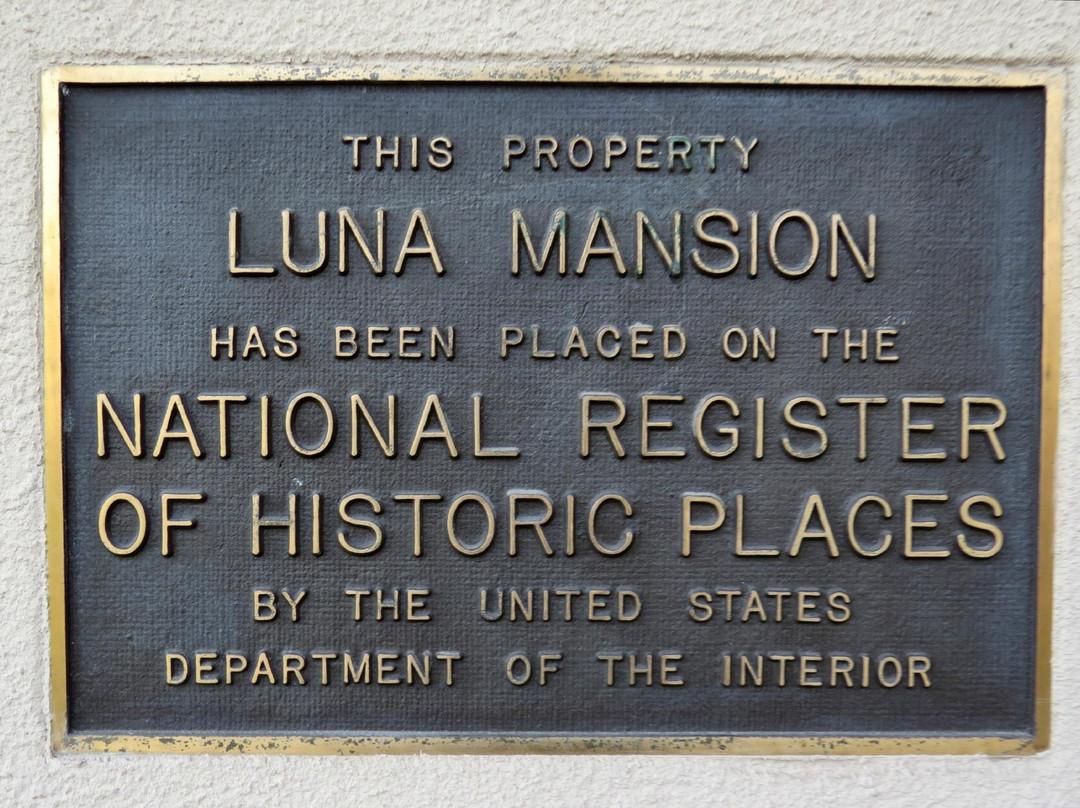 THIS PROPERTY
LUNA MANSION
HAS BEEN PLACED ON THE
NATIONAL REGISTER
OF HISTORIC PLACES
BY THE UNITED STATES
DEPARTMENT OF THE INTERIOR